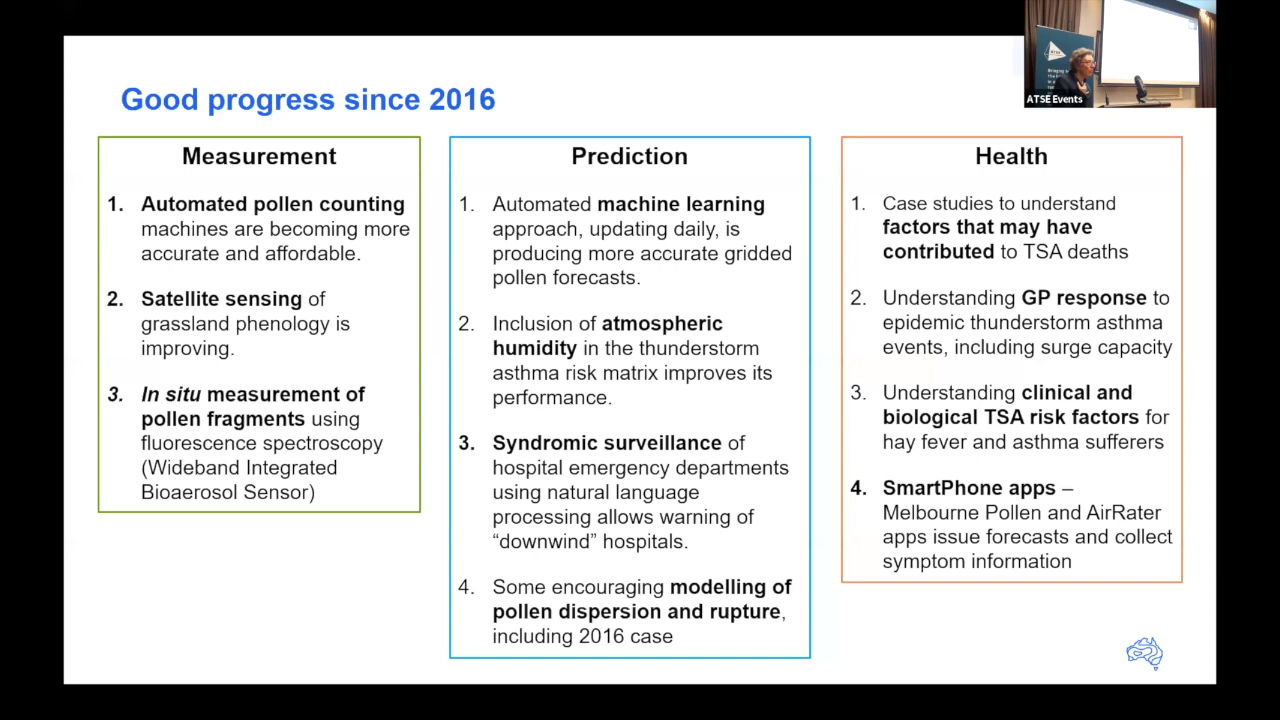 Good progress since 2016
Measurement
1. Automated pollen counting
machines are becoming more
accurate and affordable.
2. Satellite sensing of
grassland phenology is
improving.
3. In situ measurement of
pollen fragments using
fluorescence spectroscopy
(Wideband Integrated
Bioaerosol Sensor)
Prediction
1. Automated machine learning
approach, updating daily, is
producing more accurate gridded
pollen forecasts.
2. Inclusion of atmospheric
humidity in the thunderstorm
asthma risk matrix improves its
performance.
3. Syndromic surveillance of
hospital emergency departments
using natural language
processing allows warning of
“downwind” hospitals.
4. Some encouraging modelling of
pollen dispersion and rupture,
including 2016 case
Health
1. Case studies to understand
factors that may have
contributed to TSA deaths
2. Understanding GP response to
epidemic thunderstorm asthma
events, including surge capacity
3. Understanding clinical and
biological TSA risk factors for
hay fever and asthma sufferers
4. SmartPhone apps –
Melbourne Pollen and AirRater
apps issue forecasts and collect
symptom information
ATSE Events